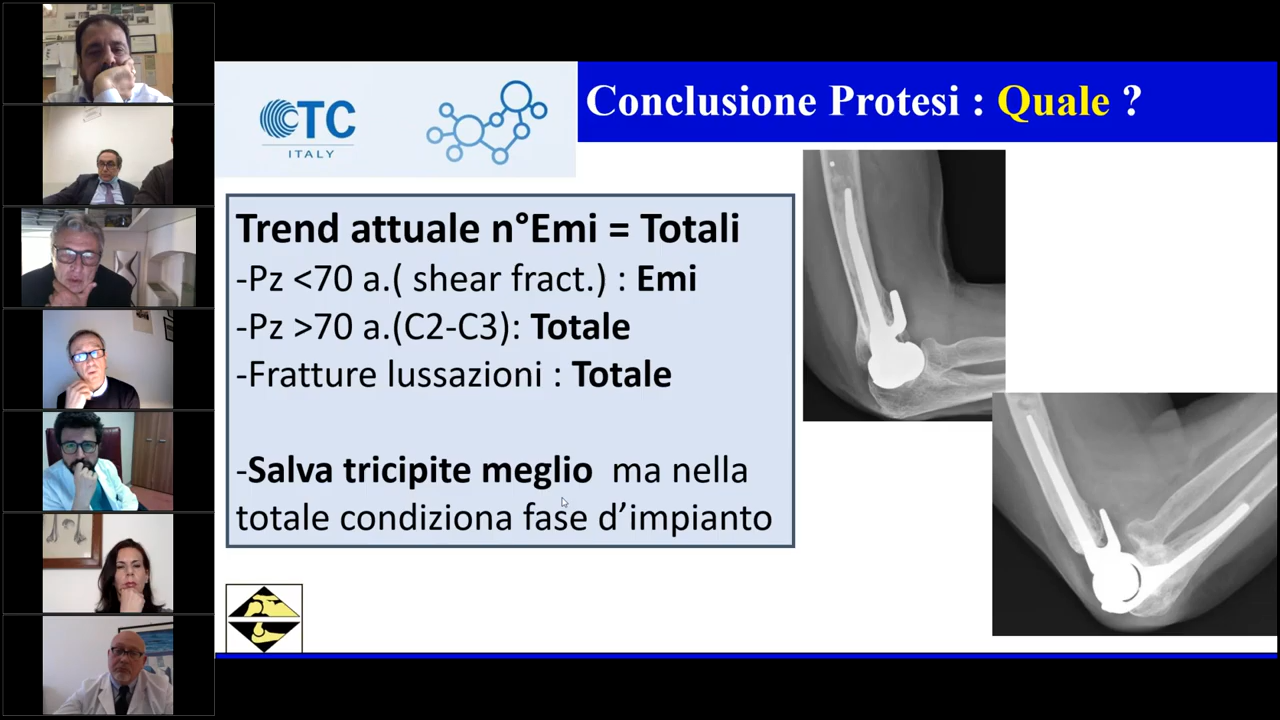 CTC
ITALY
Conclusione Protesi : Quale ?
Trend attuale n°Emi = Totali
-Pz <70 a.( shear fract.) : Emi
-Pz >70 a.(C2-C3): Totale
-Fratture lussazioni : Totale
-Salva tricipite meglio ma nella
totale condiziona fase d’impianto